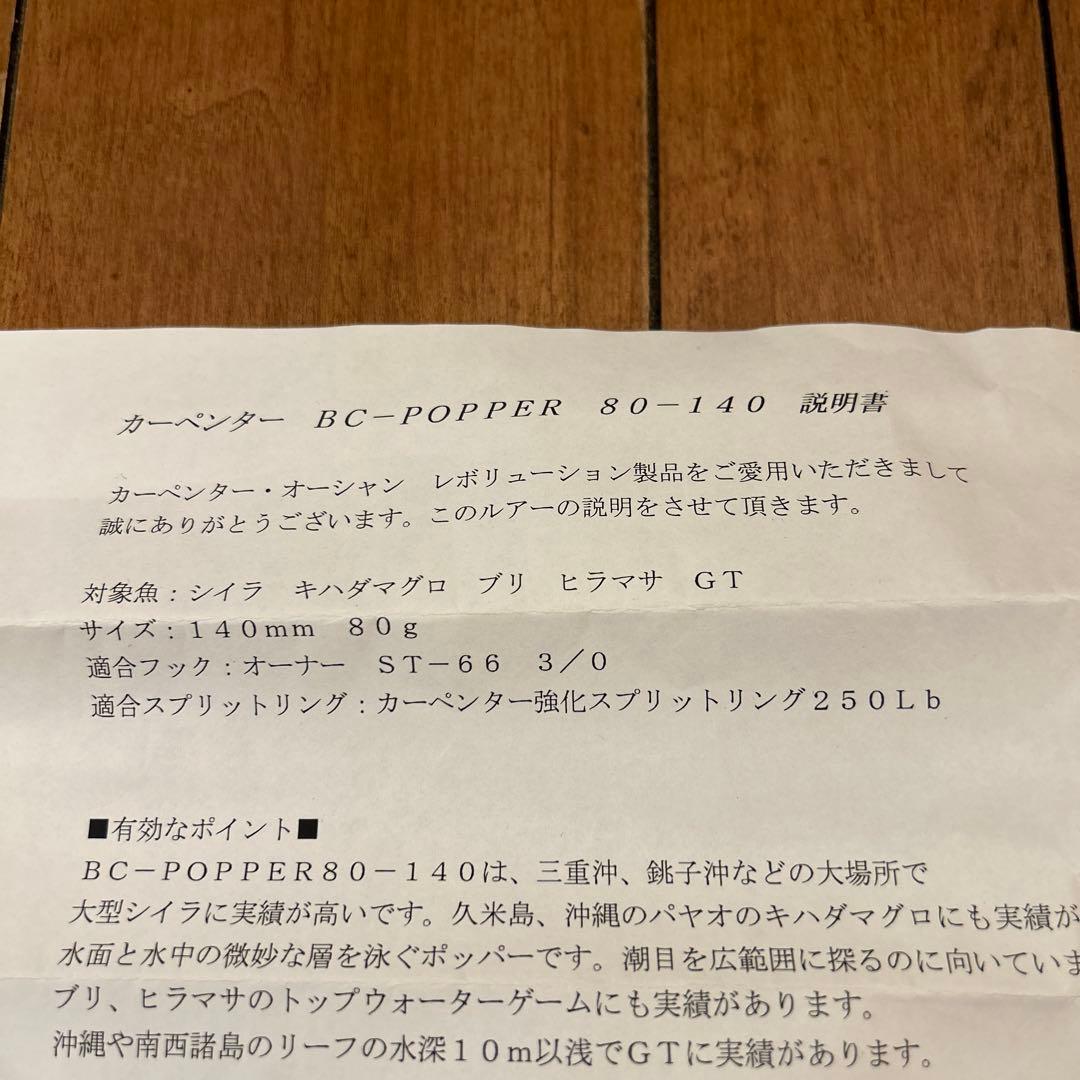 カーペンター　ＢＣ－ＰＯＰＰＥＲ　８０－１４０　説明書
カーペンター・オーシャン　レボリューション製品をご愛用いただきまして
誠にありがとうございます。このルアーの説明をさせて頂きます。
対象魚：シイラ　キハダマグロ　ブリ　ヒラマサ　ＧＴ
サイズ：１４０ｍｍ　８０ｇ
適合フック：オーナー　ＳＴ－６６　３／０
適合スプリットリング：カーペンター強化スプリットリング２５０Ｌｂ
■有効なポイント■
ＢＣ－ＰＯＰＰＥＲ８０－１４０は、三重沖、銚子沖などの大場所で
大型シイラに実績が高いです。久米島、沖縄のパヤオのキハダマグロにも実績が
水面と水中の微妙な層を泳ぐポッパーです。潮目を広範囲に探るのに向いていま
ブリ、ヒラマサのトップウォーターゲームにも実績があります。
沖縄や南西諸島のリーフの水深１０ｍ以浅でＧＴに実績があります。